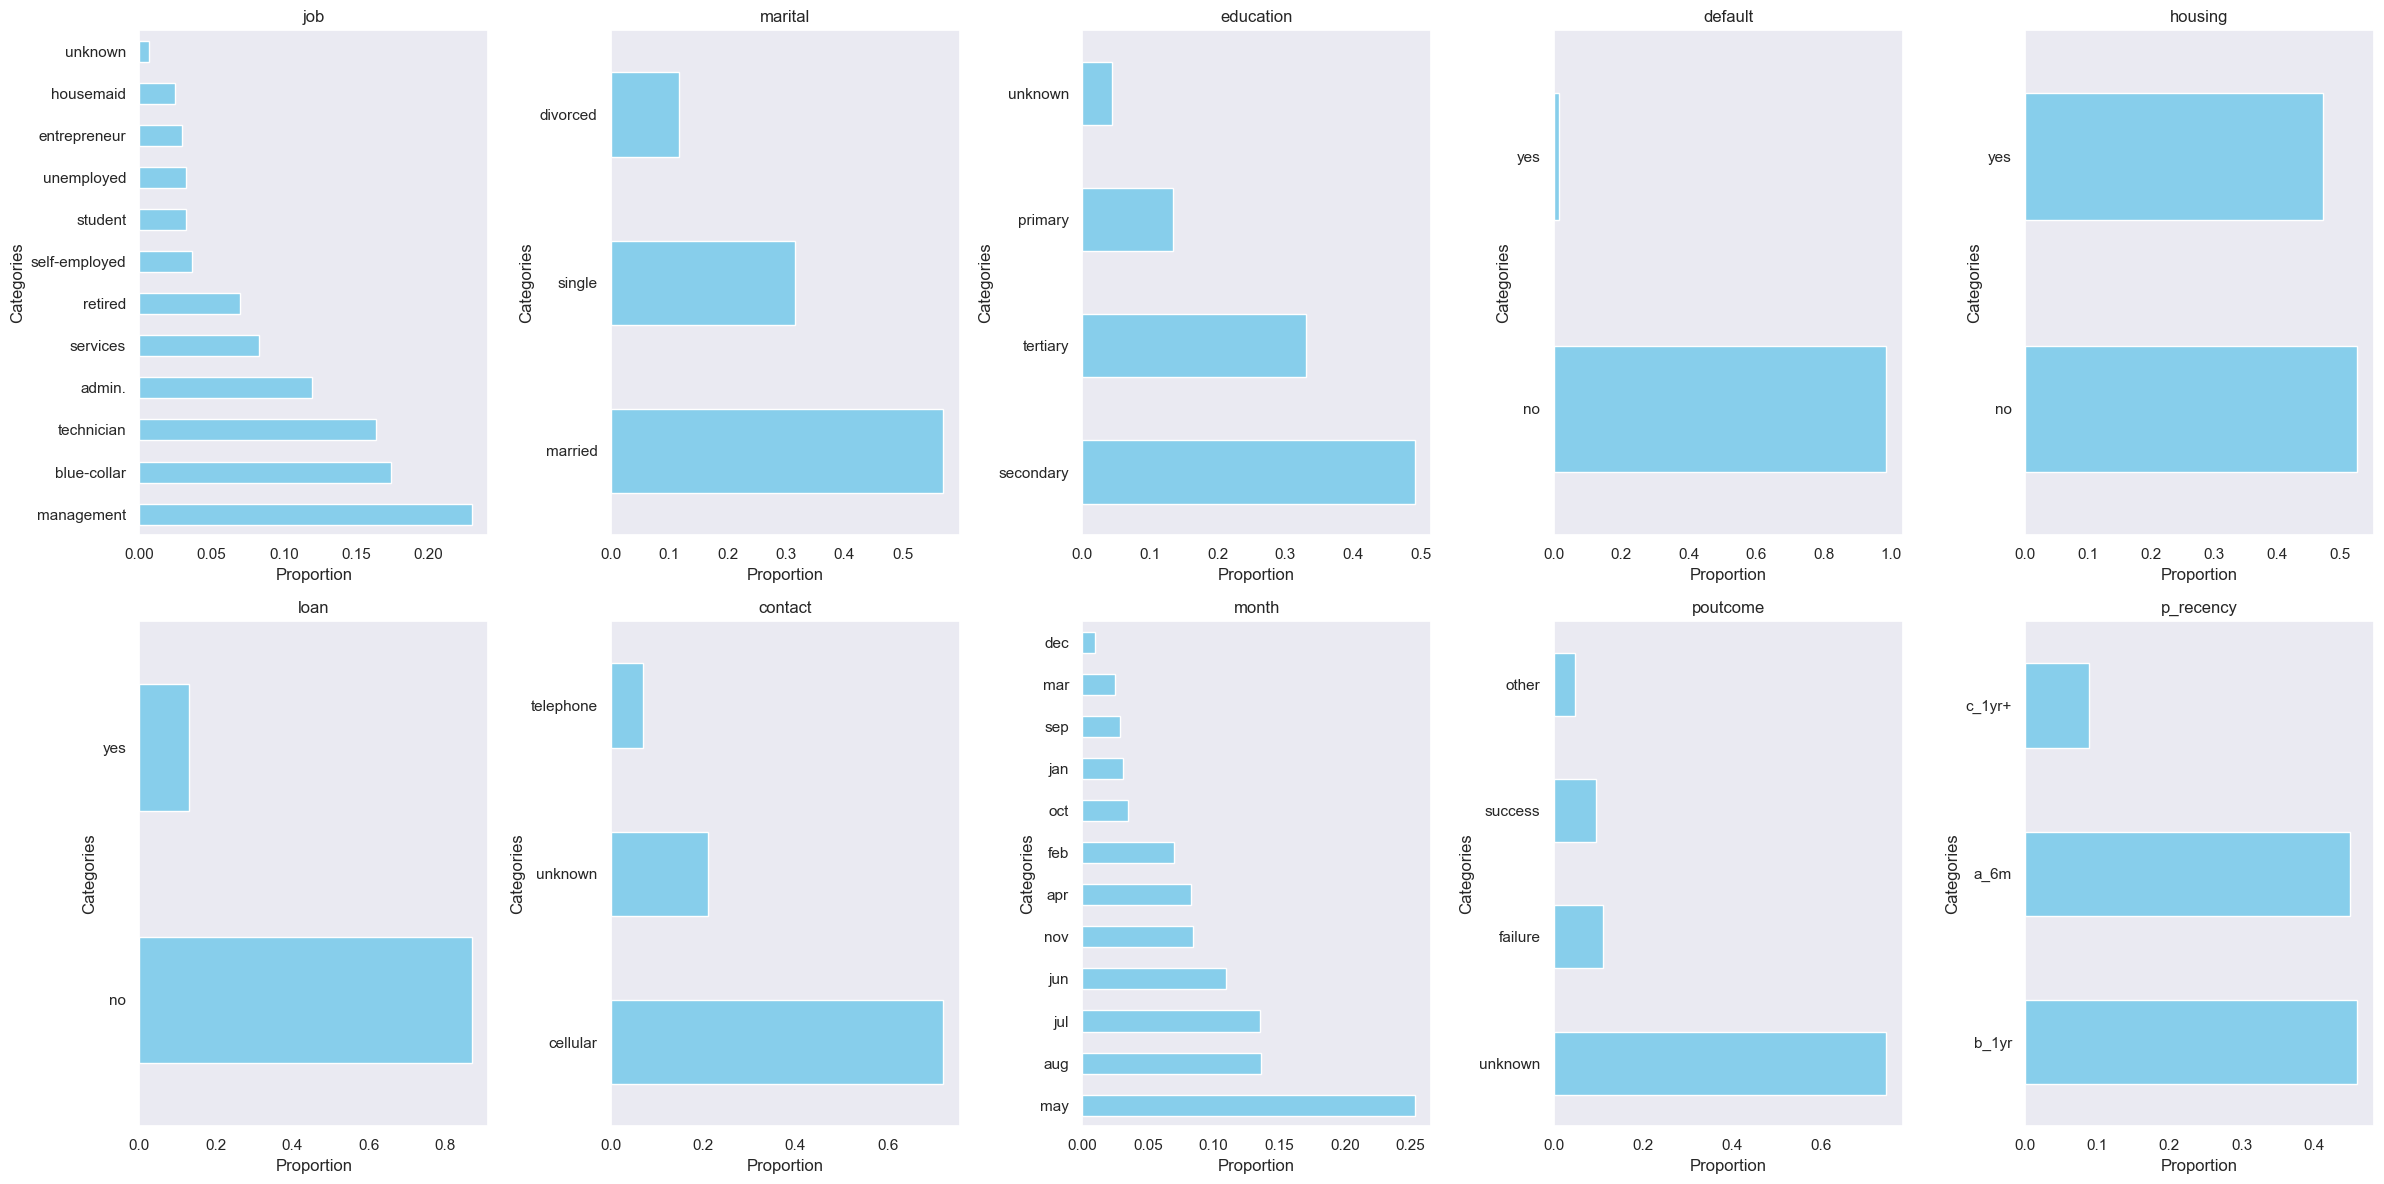 job
unknown
housemaid
entrepreneur
unemployed
student
self-employed
retired
services
admin.
technician
blue-collar
management
Categories
0.00 0.05 0.10 0.15 0.20
Proportion
marital
divorced
single
married
Categories
0.0 0.1 0.2 0.3 0.4 0.5
Proportion
education
unknown
primary
tertiary
secondary
Categories
0.0 0.1 0.2 0.3 0.4 0.5
Proportion
default
yes
no
Categories
0.0 0.2 0.4 0.6 0.8 1.0
Proportion
housing
yes
no
Categories
0.0 0.1 0.2 0.3 0.4 0.5
Proportion
loan
yes
no
Categories
0.0 0.2 0.4 0.6 0.8
Proportion
contact
telephone
unknown
cellular
Categories
0.0 0.2 0.4 0.6
Proportion
month
dec
mar
sep
jan
oct
feb
apr
nov
jun
jul
aug
may
Categories
0.00 0.05 0.10 0.15 0.20 0.25
Proportion
poutcome
other
success
failure
unknown
Categories
0.0 0.2 0.4 0.6
Proportion
p_recency
c_1yr+
a_6m
b_1yr
Categories
0.0 0.1 0.2 0.3 0.4
Proportion